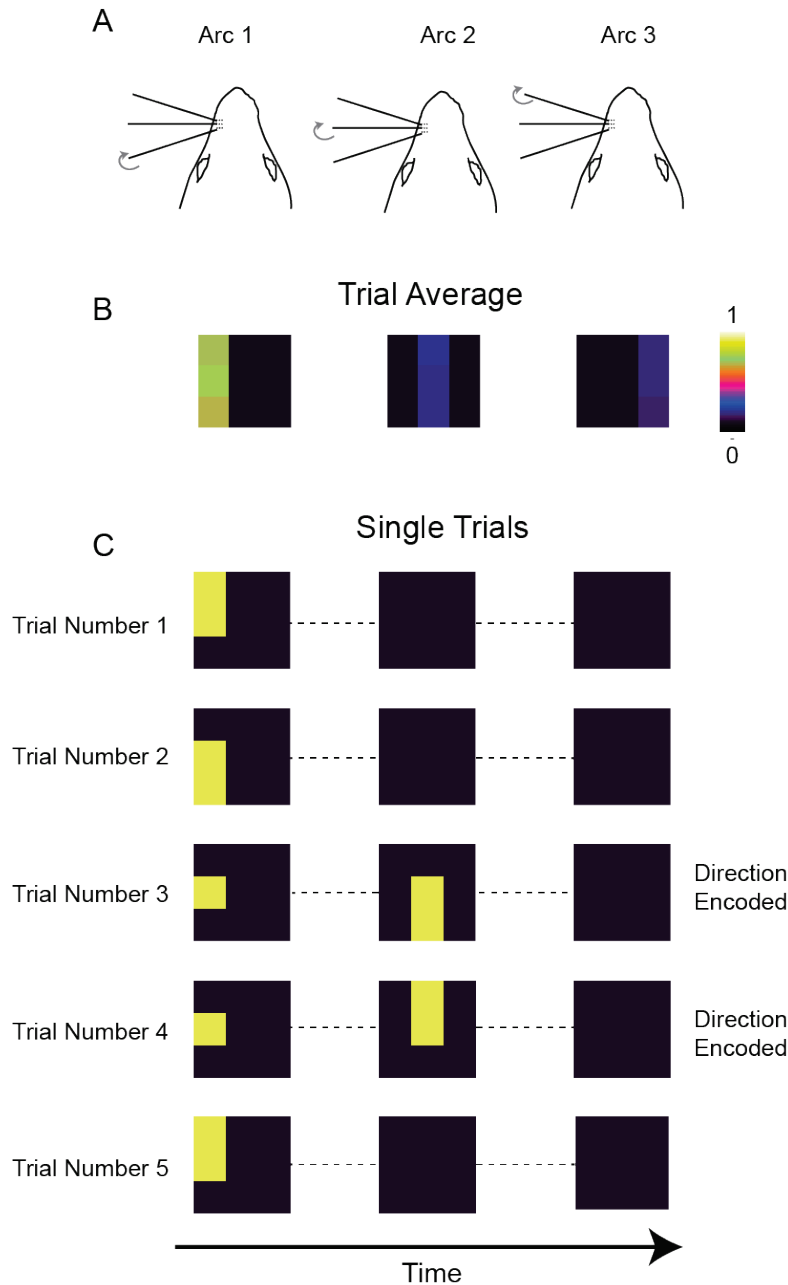 A
Arc 1
Arc 2
Arc 3
B
Trial Average
1
0
C
Single Trials
Trial Number 1
Trial Number 2
Trial Number 3
Direction
Encoded
Trial Number 4
Direction
Encoded
Trial Number 5
Time